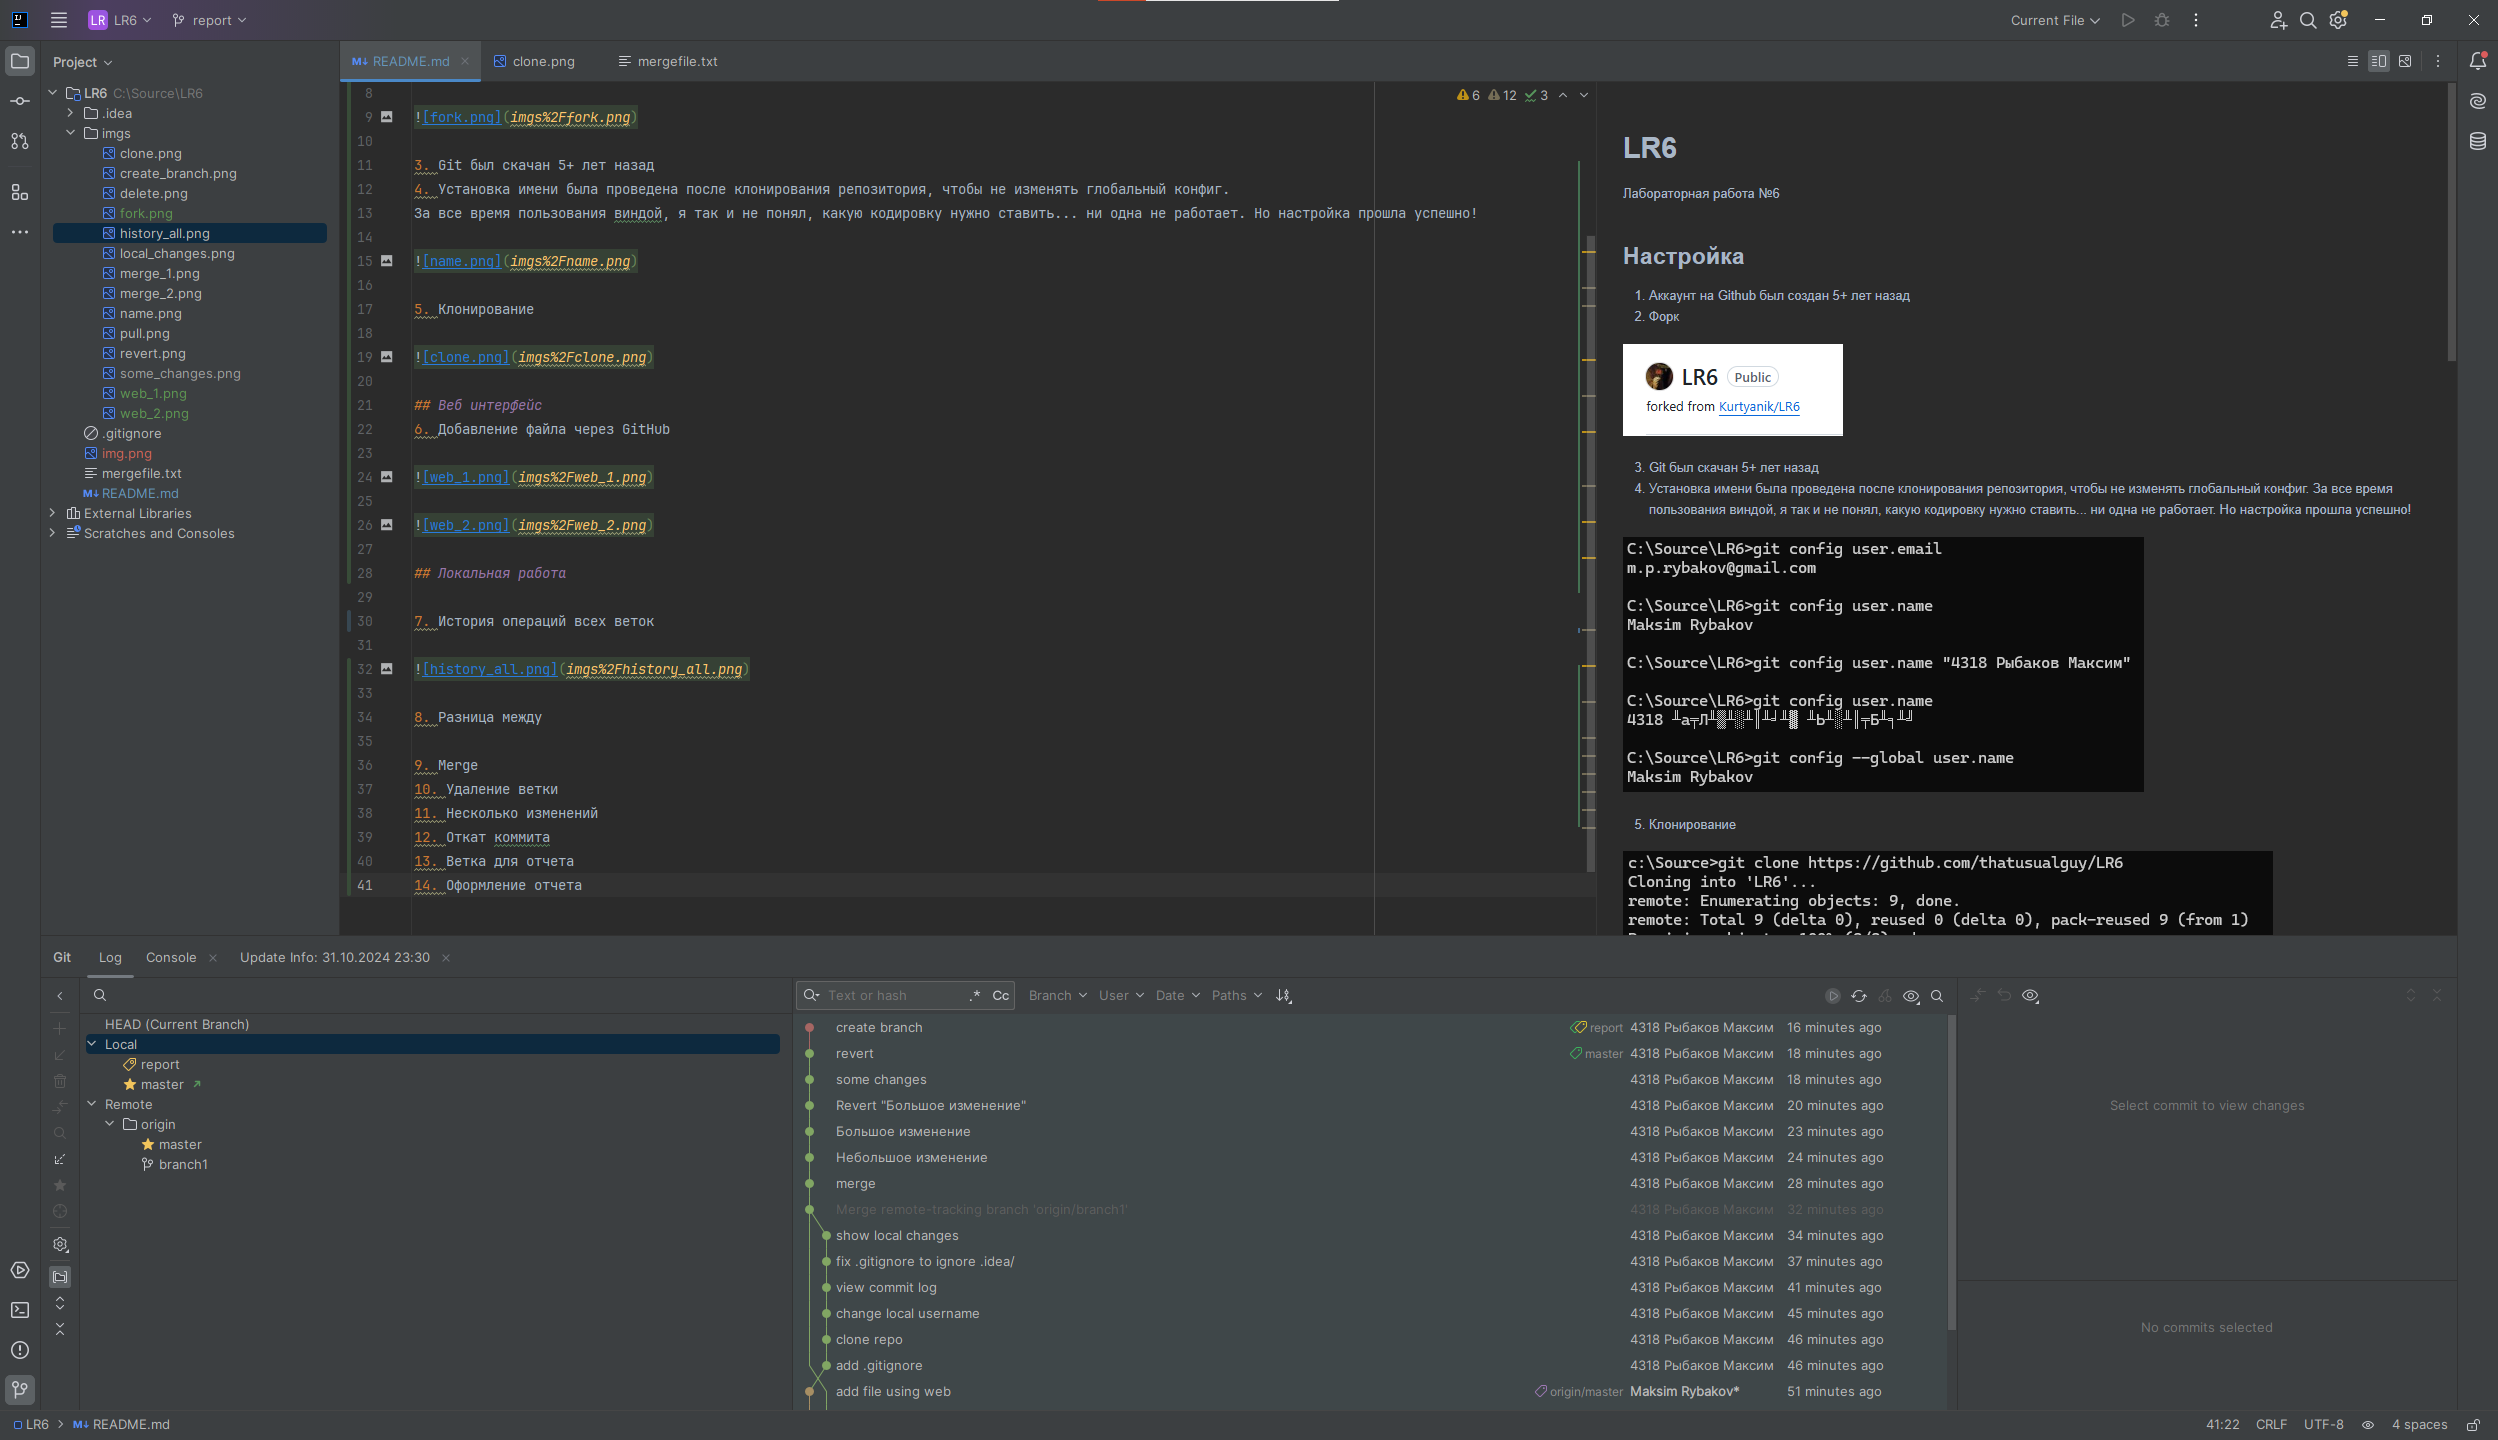 LR LR6 report Current File
Project
LR6 C:\Source\LR6
.idea
imgs
clone.png
create_branch.png
delete.png
fork.png
history_all.png
local_changes.png
merge_1.png
merge_2.png
name.png
pull.png
revert.png
some_changes.png
web_1.png
web_2.png
.gitignore
img.png
mergefile.txt
README.md
External Libraries
Scratches and Consoles
README.md clone.png mergefile.txt
6 12 3
8
9 ![fork.png](imgs%2Ffork.png)
10
11 3. Git был скачан 5+ лет назад
12 4. Установка имени была проведена после клонирования репозитория, чтобы не изменять глобальный конфиг.
13 За все время пользования виндой, я так и не понял, какую кодировку нужно ставить... ни одна не работает. Но настройка прошла успешно!
14
15 ![name.png](imgs%2Fname.png)
16
17 5. Клонирование
18
19 ![clone.png](imgs%2Fclone.png)
20
21 ## Веб интерфейс
22 6. Добавление файла через GitHub
23
24 ![web_1.png](imgs%2Fweb_1.png)
25
26 ![web_2.png](imgs%2Fweb_2.png)
27
28 ## Локальная работа
29
30 7. История операций всех веток
31
32 ![history_all.png](imgs%2Fhistory_all.png)
33
34 8. Разница между
35
36 9. Merge
37 10. Удаление ветки
38 11. Несколько изменений
39 12. Откат коммита
40 13. Ветка для отчета
41 14. Оформление отчета
LR6
Лабораторная работа №6
Настройка
1. Аккаунт на Github был создан 5+ лет назад
2. Форк
LR6 Public
forked from Kurtyanik/LR6
3. Git был скачан 5+ лет назад
4. Установка имени была проведена после клонирования репозитория, чтобы не изменять глобальный конфиг. За все время
пользования виндой, я так и не понял, какую кодировку нужно ставить... ни одна не работает. Но настройка прошла успешно!
C:\Source\LR6>git config user.email
m.p.rybakov@gmail.com
C:\Source\LR6>git config user.name
Maksim Rybakov
C:\Source\LR6>git config user.name "4318 Рыбаков Максим"
C:\Source\LR6>git config user.name
4318
C:\Source\LR6>git config --global user.name
Maksim Rybakov
5. Клонирование
c:\Source>git clone https://github.com/thatusualguy/LR6
Cloning into 'LR6'...
remote: Enumerating objects: 9, done.
remote: Total 9 (delta 0), reused 0 (delta 0), pack-reused 9 (from 1)
Git Log Console Update Info: 31.10.2024 23:30
HEAD (Current Branch)
Local
report
master
Remote
origin
master
branch1
Text or hash .* Cc Branch User Date Paths
create branch report 4318 Рыбаков Максим 16 minutes ago
revert master 4318 Рыбаков Максим 18 minutes ago
some changes 4318 Рыбаков Максим 18 minutes ago
Revert "Большое изменение" 4318 Рыбаков Максим 20 minutes ago
Большое изменение 4318 Рыбаков Максим 23 minutes ago
Небольшое изменение 4318 Рыбаков Максим 24 minutes ago
merge 4318 Рыбаков Максим 28 minutes ago
Merge remote-tracking branch 'origin/branch1' 4318 Рыбаков Максим 32 minutes ago
show local changes 4318 Рыбаков Максим 34 minutes ago
fix .gitignore to ignore .idea/ 4318 Рыбаков Максим 37 minutes ago
view commit log 4318 Рыбаков Максим 41 minutes ago
change local username 4318 Рыбаков Максим 45 minutes ago
clone repo 4318 Рыбаков Максим 46 minutes ago
add .gitignore 4318 Рыбаков Максим 46 minutes ago
add file using web origin/master Maksim Rybakov* 51 minutes ago
Select commit to view changes
No commits selected
LR6 > README.md 41:22 CRLF UTF-8 4 spaces